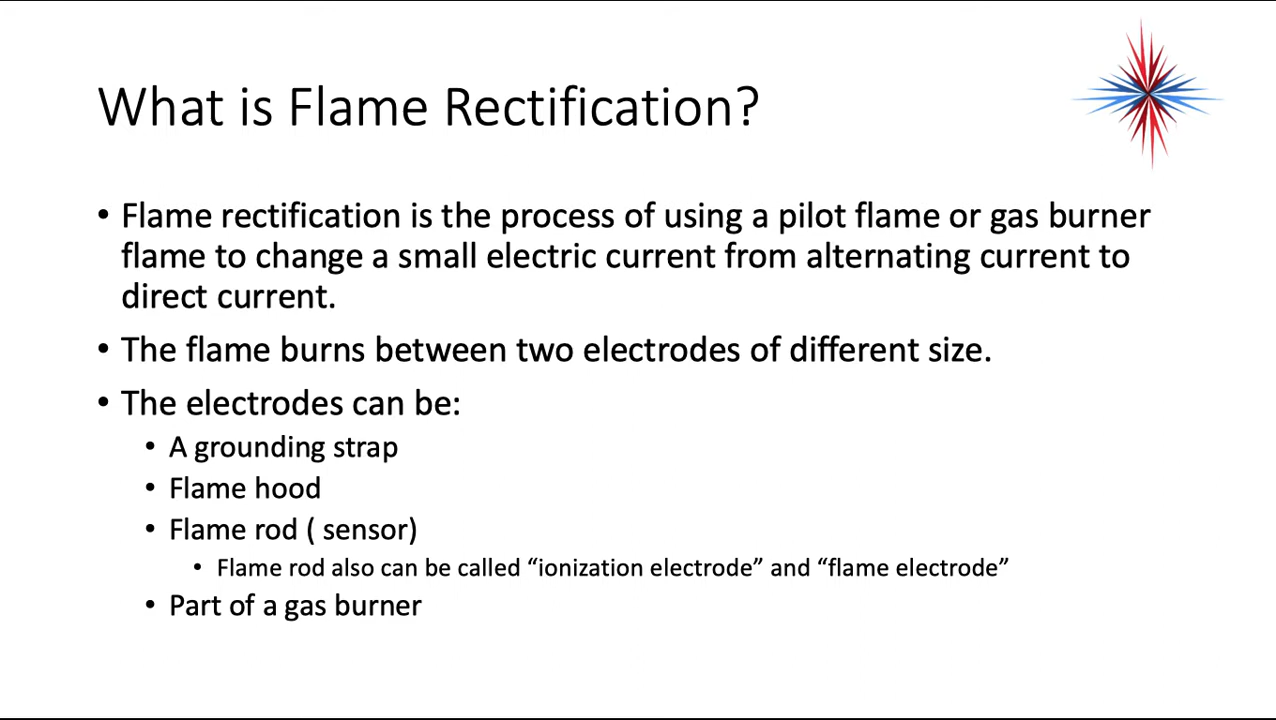 What is Flame Rectification?
• Flame rectification is the process of using a pilot flame or gas burner
flame to change a small electric current from alternating current to
direct current.
• The flame burns between two electrodes of different size.
• The electrodes can be:
• A grounding strap
• Flame hood
• Flame rod ( sensor)
• Flame rod also can be called “ionization electrode” and “flame electrode”
• Part of a gas burner